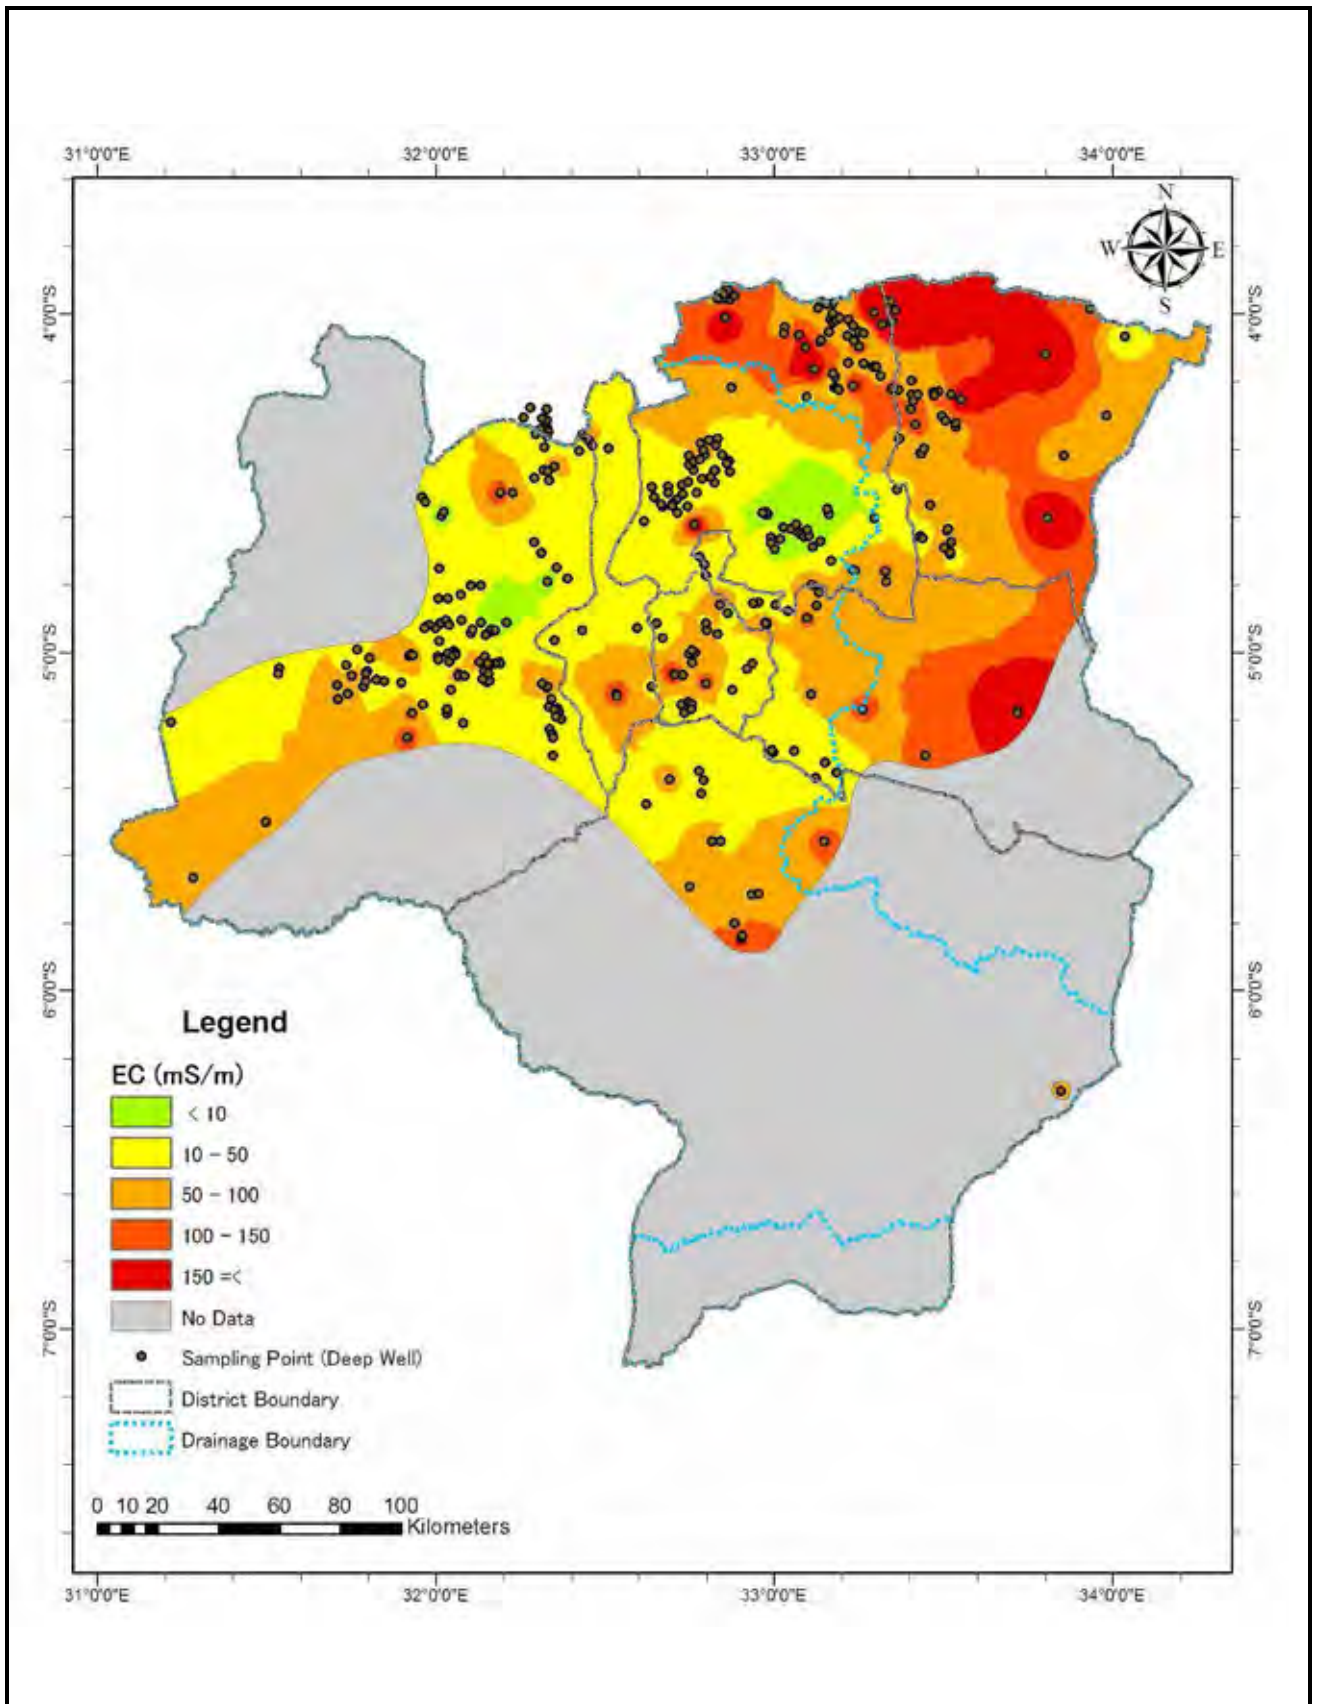 31°0'0"E 32°0'0"E 33°0'0"E 34°0'0"E
N
W E
S
4°0'0"S 4°0'0"S
5°0'0"S 5°0'0"S
6°0'0"S 6°0'0"S
7°0'0"S 7°0'0"S
Legend
EC (mS/m)
< 10
10 - 50
50 - 100
100 - 150
150 =<
No Data
Sampling Point (Deep Well)
District Boundary
Drainage Boundary
0 10 20 40 60 80 100
Kilometers
31°0'0"E 32°0'0"E 33°0'0"E 34°0'0"E